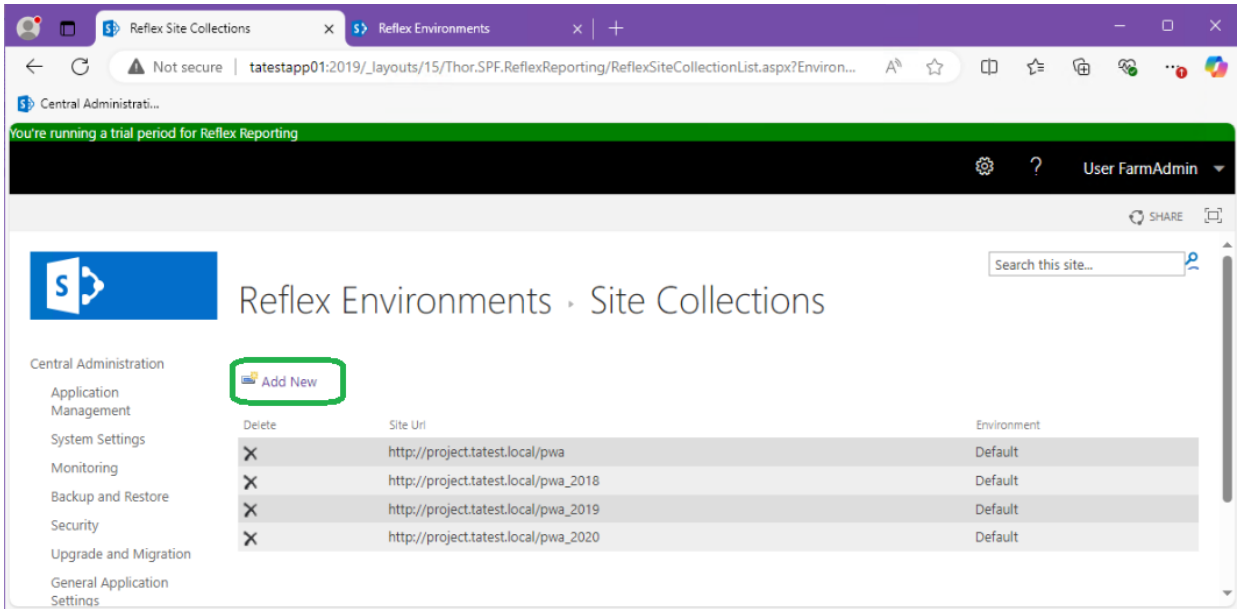 Reflex Site Collections
Reflex Environments
Not secure | tatestapp01:2019/_layouts/15/Thor.SPF.ReflexReporting/ReflexSiteCollectionList.aspx?Environ...
Central Administrati...
You're running a trial period for Reflex Reporting
? User FarmAdmin
SHARE
Search this site...
Reflex Environments ▸ Site Collections
Central Administration
Application
Management
System Settings
Monitoring
Backup and Restore
Security
Upgrade and Migration
General Application
Settings
Add New
Delete Site Url Environment
http://project.tatest.local/pwa Default
http://project.tatest.local/pwa_2018 Default
http://project.tatest.local/pwa_2019 Default
http://project.tatest.local/pwa_2020 Default